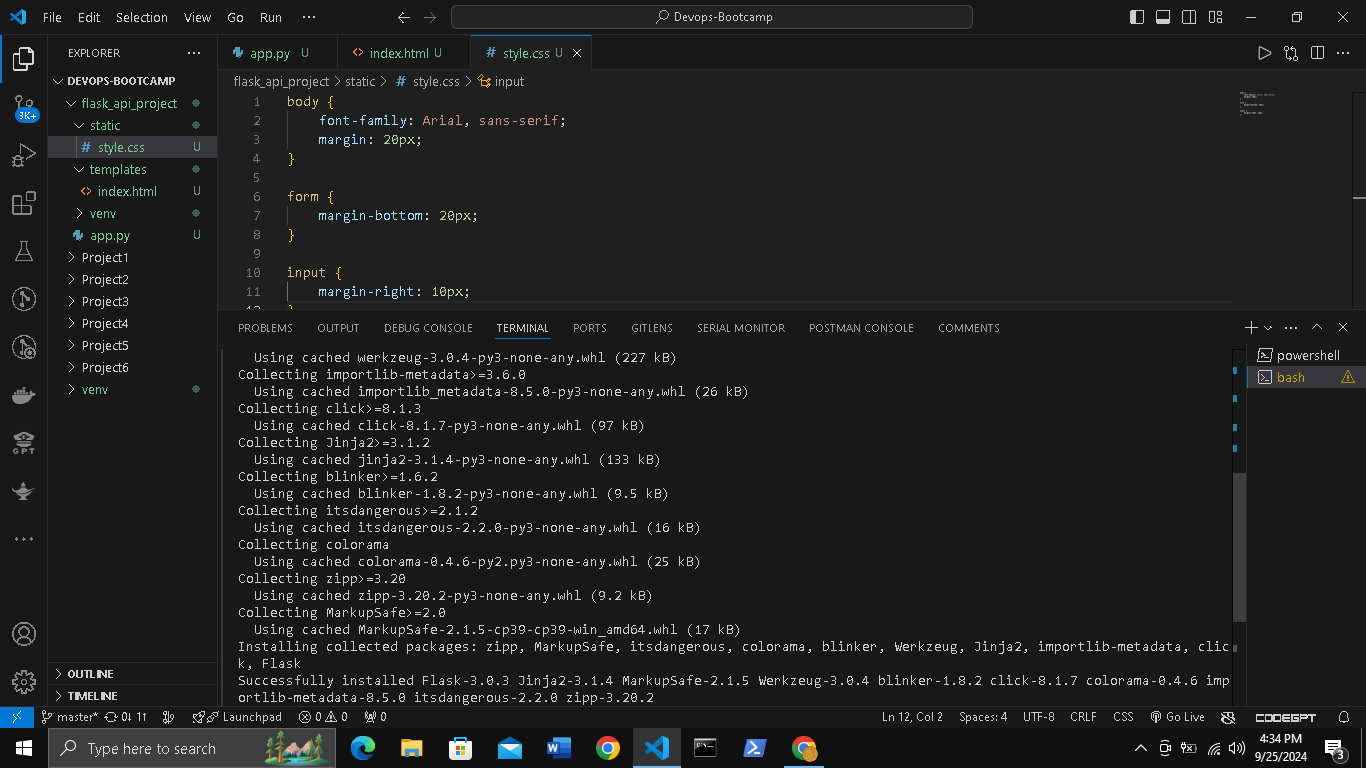 File Edit Selection View Go Run ··· Devops-Bootcamp
EXPLORER ···
DEVOPS-BOOTCAMP
flask_api_project
static
# style.css U
templates
<> index.html U
venv
app.py U
Project1
Project2
Project3
Project4
Project5
Project6
venv
OUTLINE
TIMELINE
3K+
GPT
app.py U <> index.html U # style.css U
flask_api_project > static > # style.css > input
1 body {
2 font-family: Arial, sans-serif;
3 margin: 20px;
4 }
5
6 form {
7 margin-bottom: 20px;
8 }
9
10 input {
11 margin-right: 10px;
12 }
PROBLEMS OUTPUT DEBUG CONSOLE TERMINAL PORTS GITLENS SERIAL MONITOR POSTMAN CONSOLE COMMENTS
Using cached werkzeug-3.0.4-py3-none-any.whl (227 kB)
Collecting importlib-metadata>=3.6.0
Using cached importlib_metadata-8.5.0-py3-none-any.whl (26 kB)
Collecting click>=8.1.3
Using cached click-8.1.7-py3-none-any.whl (97 kB)
Collecting Jinja2>=3.1.2
Using cached jinja2-3.1.4-py3-none-any.whl (133 kB)
Collecting blinker>=1.6.2
Using cached blinker-1.8.2-py3-none-any.whl (9.5 kB)
Collecting itsdangerous>=2.1.2
Using cached itsdangerous-2.2.0-py3-none-any.whl (16 kB)
Collecting colorama
Using cached colorama-0.4.6-py2.py3-none-any.whl (25 kB)
Collecting zipp>=3.20
Using cached zipp-3.20.2-py3-none-any.whl (9.2 kB)
Collecting MarkupSafe>=2.0
Using cached MarkupSafe-2.1.5-cp39-cp39-win_amd64.whl (17 kB)
Installing collected packages: zipp, MarkupSafe, itsdangerous, colorama, blinker, Werkzeug, Jinja2, importlib-metadata, clic
k, Flask
Successfully installed Flask-3.0.3 Jinja2-3.1.4 MarkupSafe-2.1.5 Werkzeug-3.0.4 blinker-1.8.2 click-8.1.7 colorama-0.4.6 imp
ortlib-metadata-8.5.0 itsdangerous-2.2.0 zipp-3.20.2
powershell
bash
master* 0↓ 1↑ Launchpad 0 0 0 Ln 12, Col 2 Spaces: 4 UTF-8 CRLF CSS Go Live CODEGPT
Type here to search
4:34 PM
9/25/2024
3